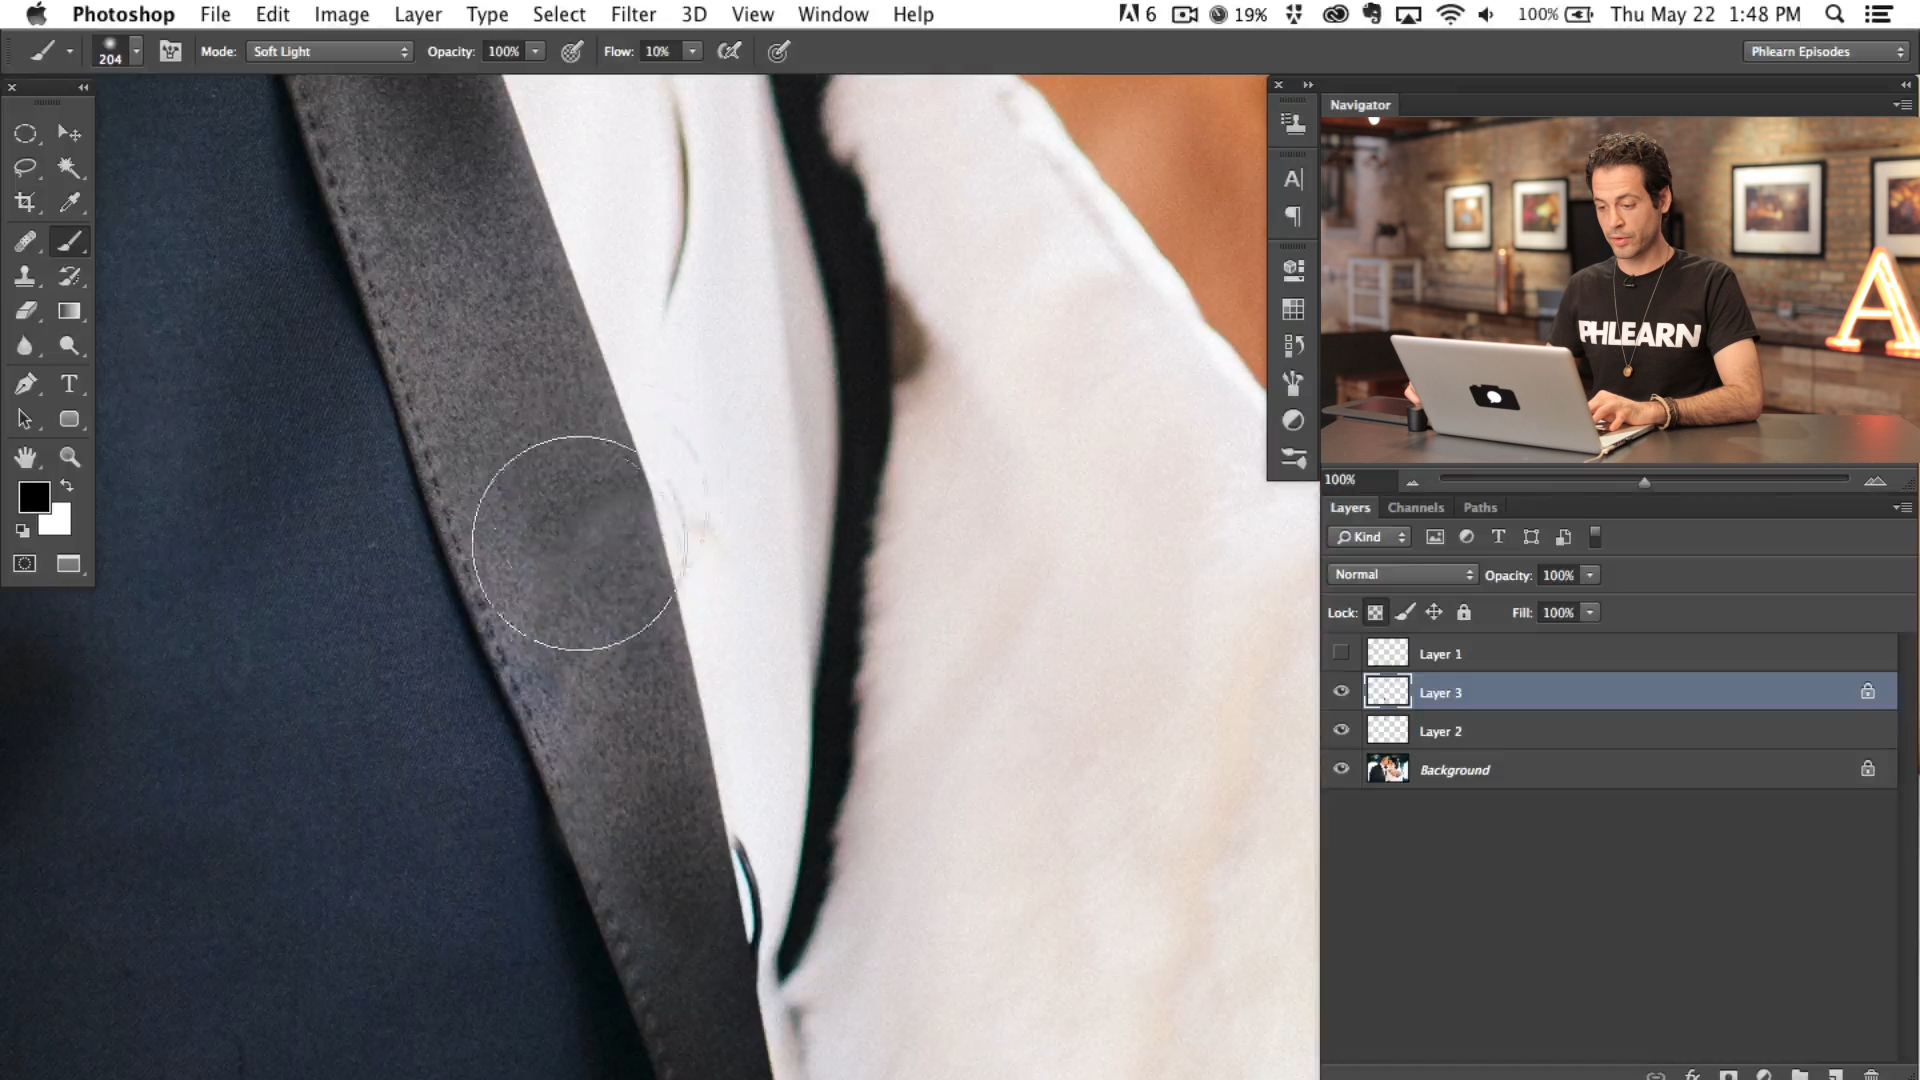 Photoshop File Edit Image Layer Type Select Filter 3D View Window Help 6 19% 100% Thu May 22 1:48 PM
204 Mode: Soft Light Opacity: 100% Flow: 10% Phlearn Episodes
Navigator
A
PHLEARN
T
100%
Layers Channels Paths
Kind T
Normal Opacity: 100%
Lock: Fill: 100%
Layer 1
Layer 3
Layer 2
Background
fx